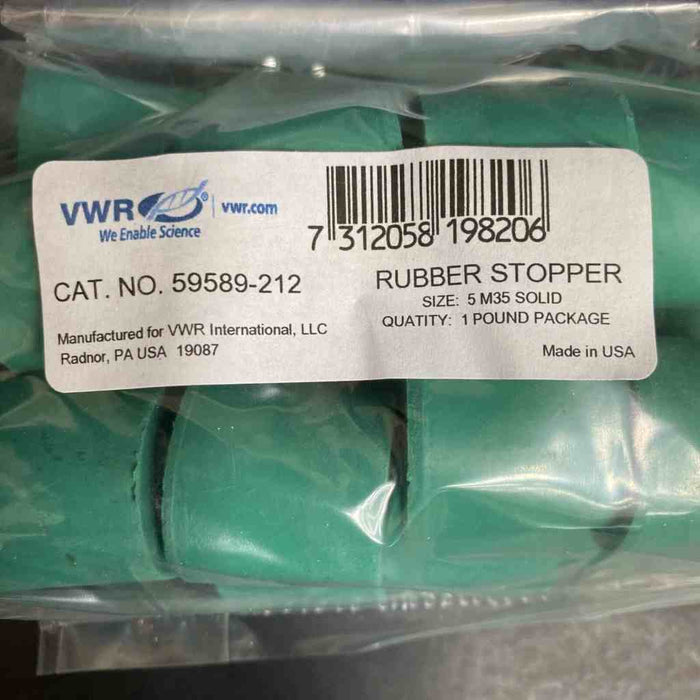 VWR® | vwr.com
We Enable Science
7 312058 198206
CAT. NO. 59589-212
RUBBER STOPPER
SIZE: 5 M35 SOLID
QUATITY: 1 POUND PACKAGE
Manufactured for VWR International, LLC
Radnor, PA USA 19087
Made in USA